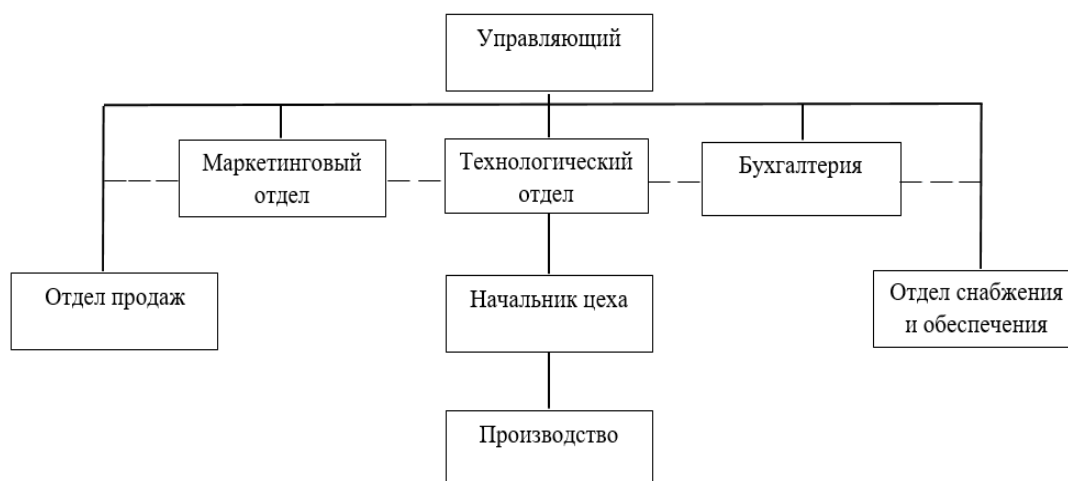 Управляющий
Маркетинговый
отдел
Технологический
отдел
Бухгалтерия
Отдел продаж
Начальник цеха
Отдел снабжения
и обеспечения
Производство